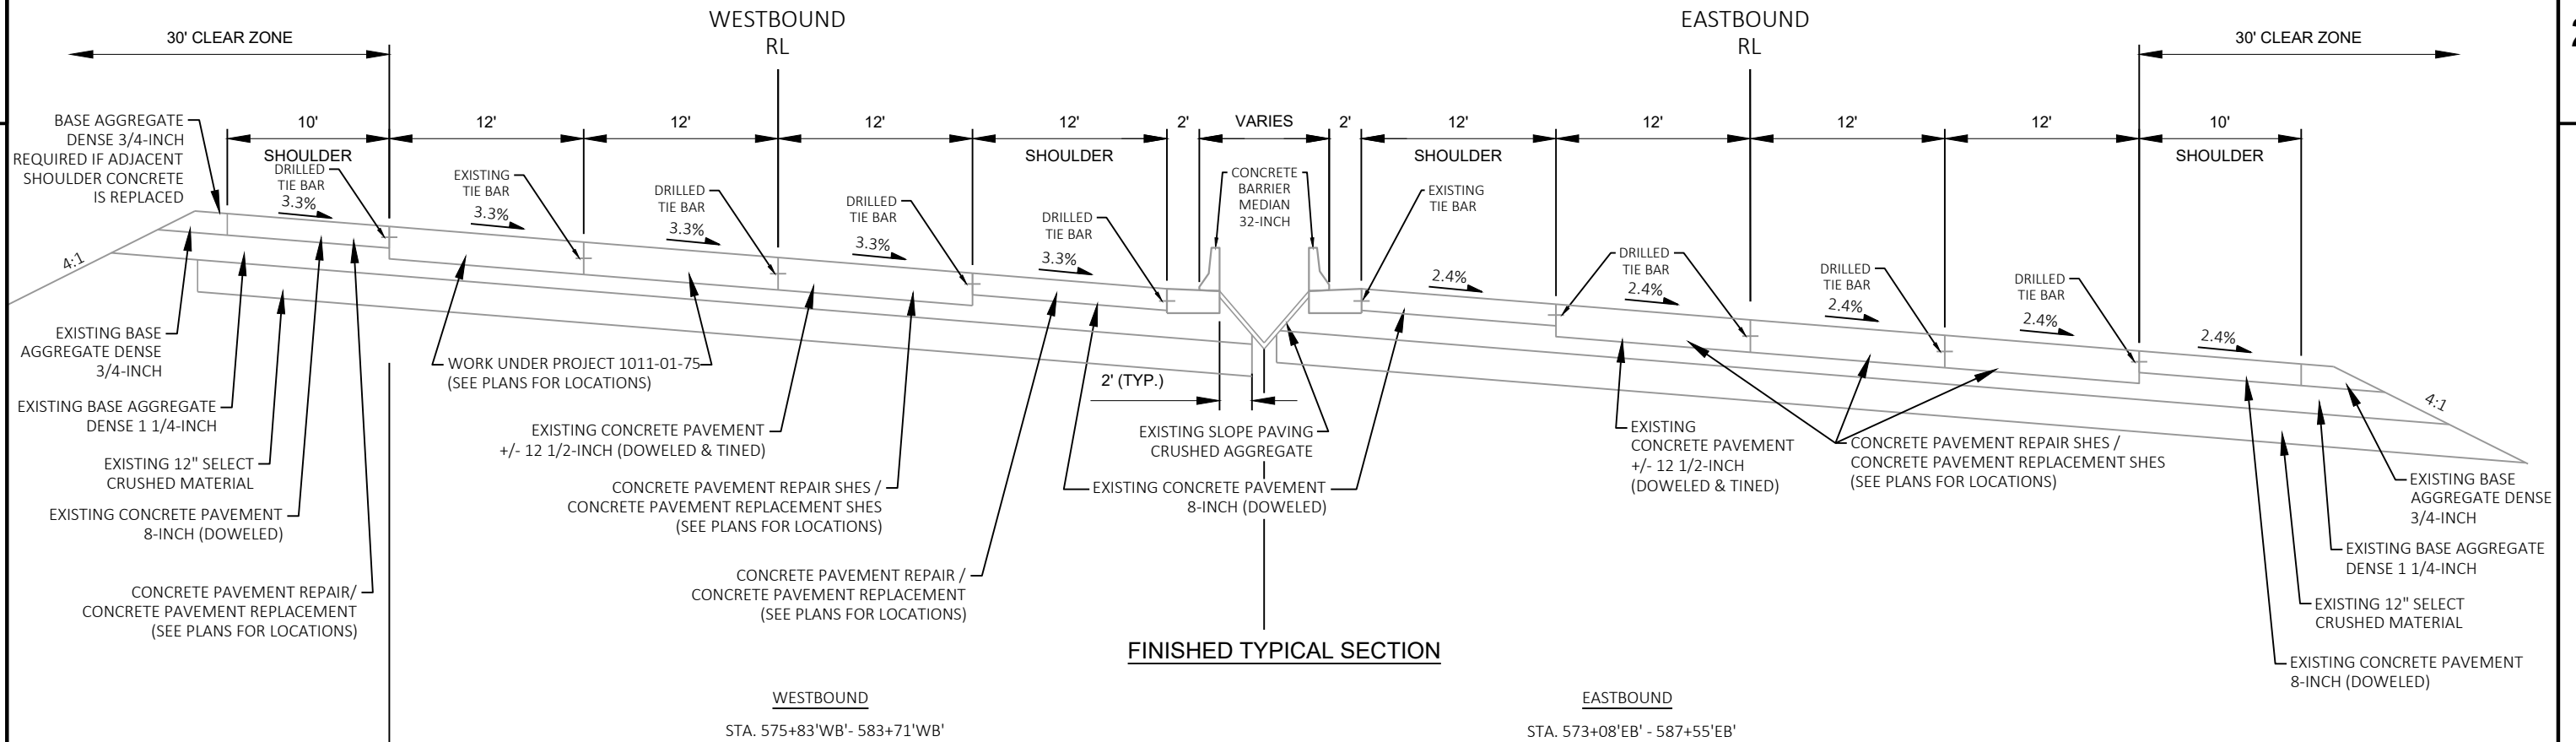 WESTBOUND
RL
EASTBOUND
RL
30' CLEAR ZONE
30' CLEAR ZONE
10'
12'
12'
12'
12'
2'
VARIES
2'
12'
12'
12'
12'
10'
SHOULDER
SHOULDER
SHOULDER
SHOULDER
BASE AGGREGATE
DENSE 3/4-INCH
REQUIRED IF ADJACENT
SHOULDER CONCRETE
IS REPLACED
DRILLED
TIE BAR
3.3%
EXISTING
TIE BAR
3.3%
DRILLED
TIE BAR
3.3%
DRILLED
TIE BAR
3.3%
DRILLED
TIE BAR
3.3%
CONCRETE
BARRIER
MEDIAN
32-INCH
EXISTING
TIE BAR
2.4%
DRILLED
TIE BAR
2.4%
DRILLED
TIE BAR
2.4%
DRILLED
TIE BAR
2.4%
2.4%
4:1
4:1
EXISTING BASE
AGGREGATE DENSE
3/4-INCH
EXISTING BASE AGGREGATE
DENSE 1 1/4-INCH
EXISTING 12" SELECT
CRUSHED MATERIAL
EXISTING CONCRETE PAVEMENT
8-INCH (DOWELED)
CONCRETE PAVEMENT REPAIR/
CONCRETE PAVEMENT REPLACEMENT
(SEE PLANS FOR LOCATIONS)
WORK UNDER PROJECT 1011-01-75
(SEE PLANS FOR LOCATIONS)
EXISTING CONCRETE PAVEMENT
+/- 12 1/2-INCH (DOWELED & TINED)
CONCRETE PAVEMENT REPAIR SHES /
CONCRETE PAVEMENT REPLACEMENT SHES
(SEE PLANS FOR LOCATIONS)
CONCRETE PAVEMENT REPAIR /
CONCRETE PAVEMENT REPLACEMENT
(SEE PLANS FOR LOCATIONS)
2' (TYP.)
EXISTING SLOPE PAVING
CRUSHED AGGREGATE
EXISTING CONCRETE PAVEMENT
8-INCH (DOWELED)
EXISTING
CONCRETE PAVEMENT
+/- 12 1/2-INCH
(DOWELED & TINED)
CONCRETE PAVEMENT REPAIR SHES /
CONCRETE PAVEMENT REPLACEMENT SHES
(SEE PLANS FOR LOCATIONS)
EXISTING BASE
AGGREGATE DENSE
3/4-INCH
EXISTING BASE AGGREGATE
DENSE 1 1/4-INCH
EXISTING 12" SELECT
CRUSHED MATERIAL
EXISTING CONCRETE PAVEMENT
8-INCH (DOWELED)
FINISHED TYPICAL SECTION
WESTBOUND
STA. 575+83'WB'- 583+71'WB'
EASTBOUND
STA. 573+08'EB' - 587+55'EB'